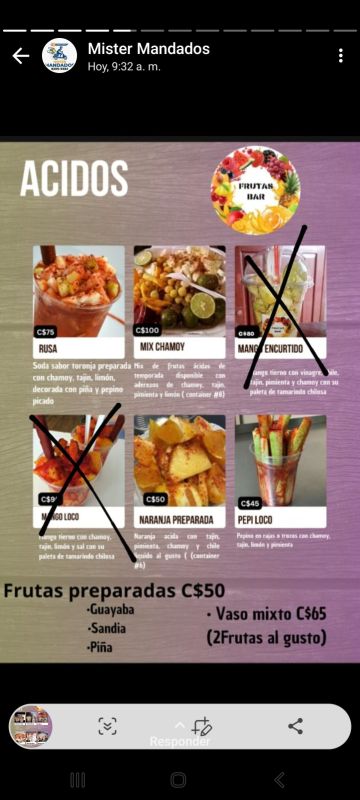 Mister Mandados
Hoy, 9:32 a. m.
MANDADOS
ACIDOS
FRUTAS
BAR
C$75
RUSA
Soda sabor toronja preparada
con chamoy, tajin, limón,
decorada con piña y pepino
picado
C$100
MIX CHAMOY
Mix de frutas ácidas de
temporada disponible con
aderezos de chamoy, tajin,
pimienta y limón ( container #8)
C$80
MANGO ENCURTIDO
Mango tierno con vinagre,
tajin, pimienta y chamoy con su
paleta de tamarindo chilosa
MANGO LOCO
Mango tierno con chamoy,
tajin, limón y sal con su
paleta de tamarindo chilosa
C$50
NARANJA PREPARADA
Naranja acida con tajin,
pimienta, chamoy y chile
liquido al gusto ( (container
#6)
C$45
PEPI LOCO
Pepino en cajas o trozos con chamoy,
tajin, limón y pimienta
Frutas preparadas C$50
•Guayaba
•Sandia
•Piña
• Vaso mixto C$65
(2Frutas al gusto)
Responder